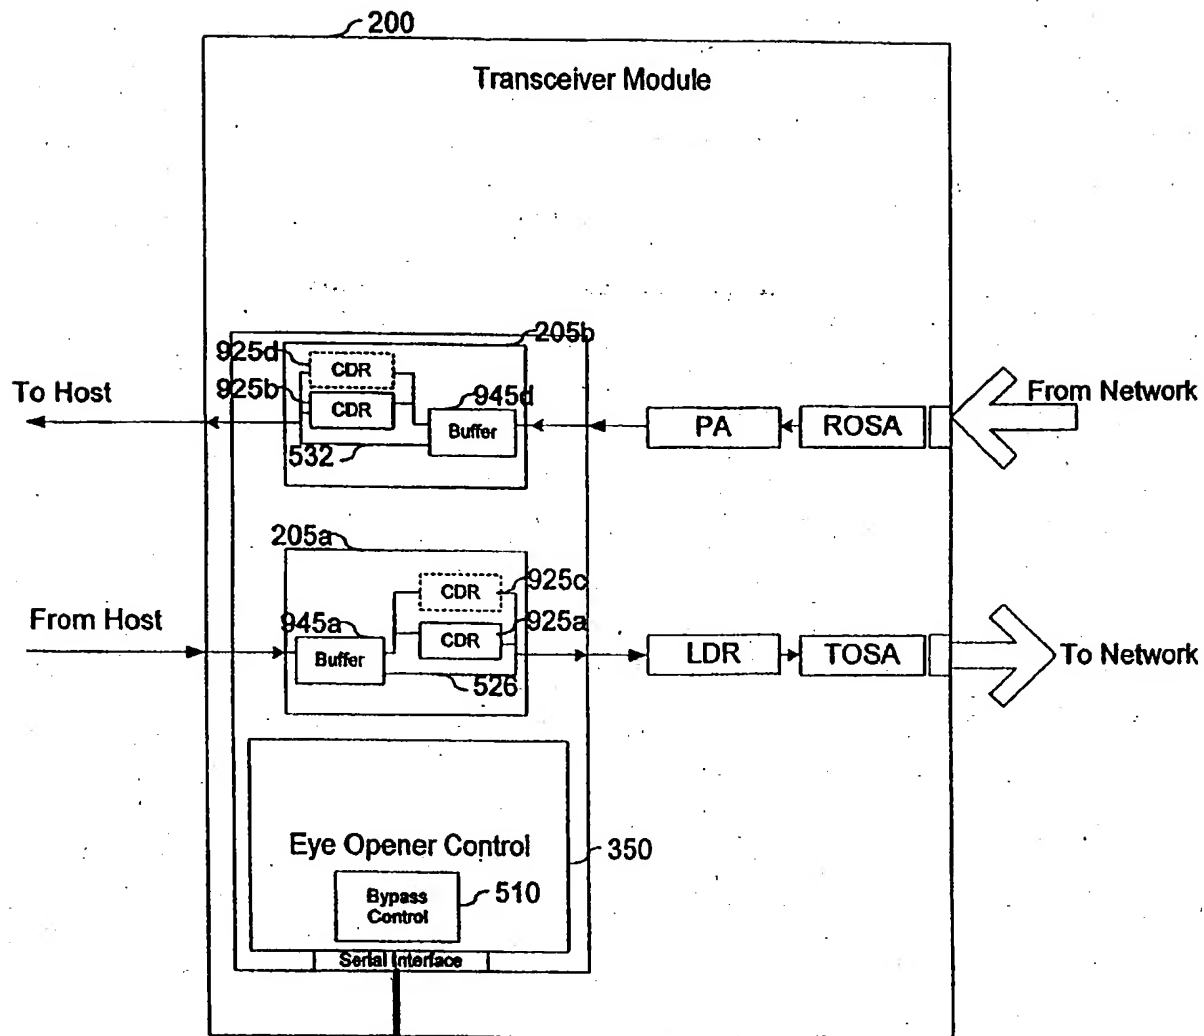 200
Transceiver Module
205b
925d
CDR
To Host
925b
CDR
945d
Buffer
532
PA
ROSA
From Network
205a
925c
CDR
From Host
945a
Buffer
CDR
925a
526
LDR
TOSA
To Network
Eye Opener Control
350
Bypass
Control
510
Serial Interface